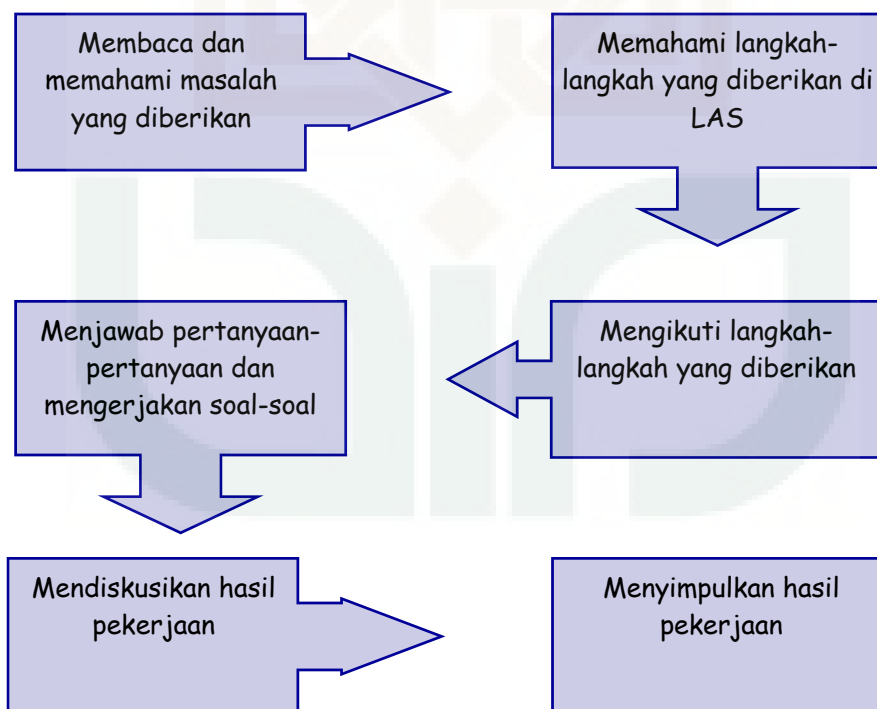 Membaca dan
memahami masalah
yang diberikan
Memahami langkah-
langkah yang diberikan di
LAS
Mengikuti langkah-
langkah yang diberikan
Menjawab pertanyaan-
pertanyaan dan
mengerjakan soal-soal
Mendiskusikan hasil
pekerjaan
Menyimpulkan hasil
pekerjaan